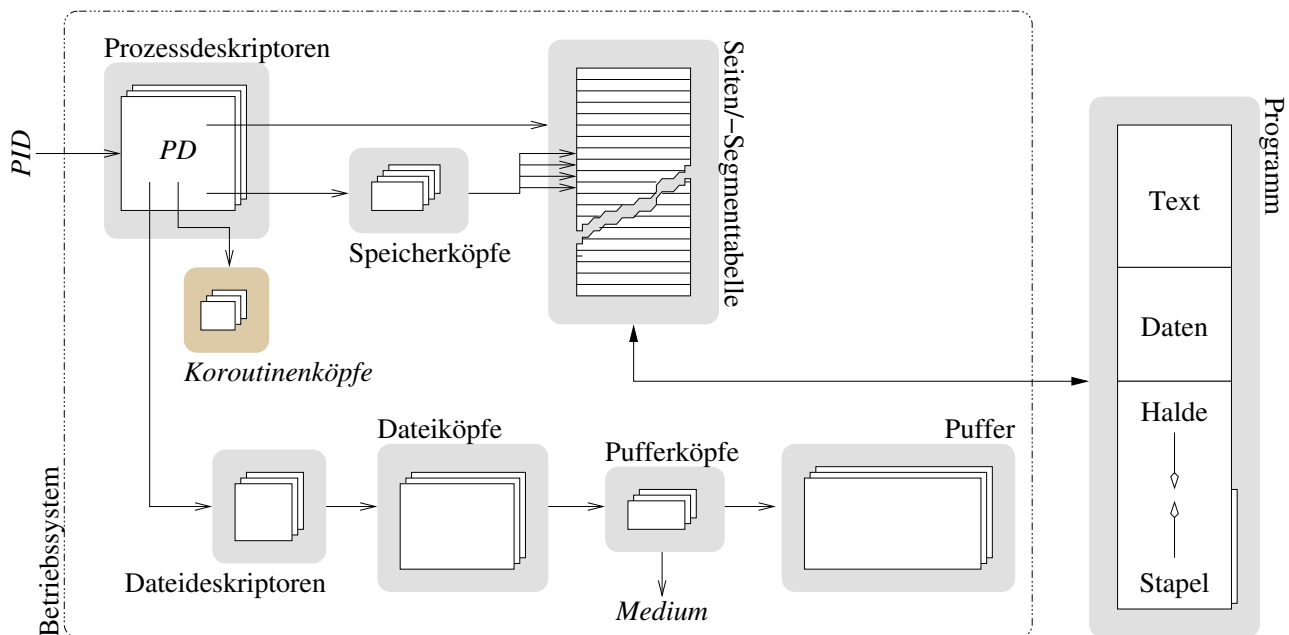 Prozessdeskriptoren
PID
PD
Speicherköpfe
Seiten/−Segmenttabelle
Koroutinenköpfe
Programm
Text
Daten
Halde
Stapel
Betriebssystem
Dateideskriptoren
Dateiköpfe
Pufferköpfe
Puffer
Medium